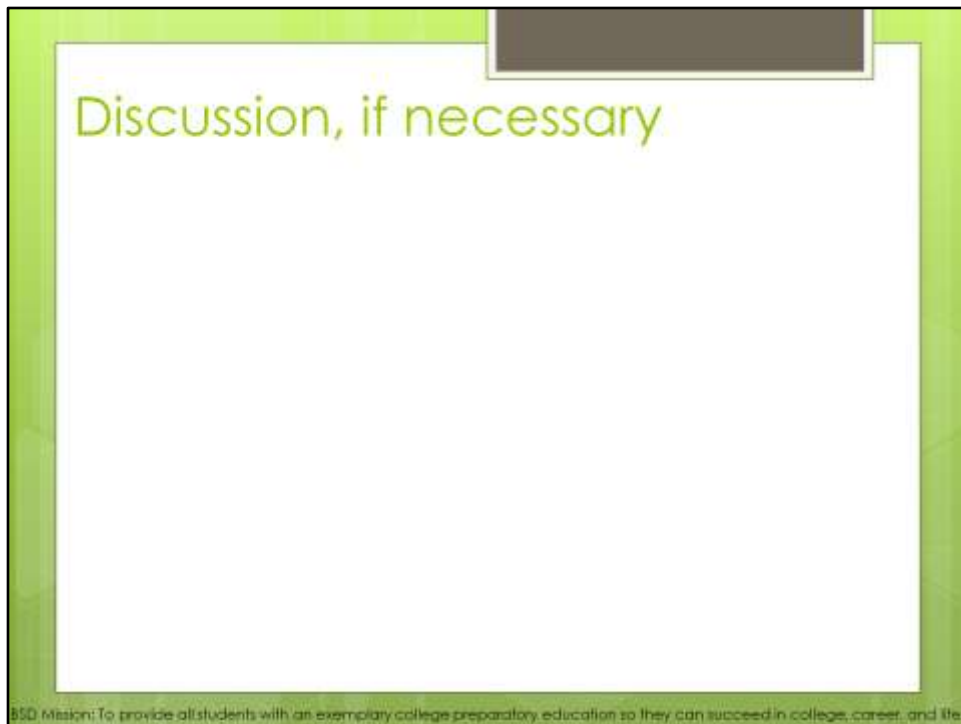 Discussion, if necessary
BSD Mission: To provide all students with an exemplary college preparatory education so they can succeed in college, career, and life